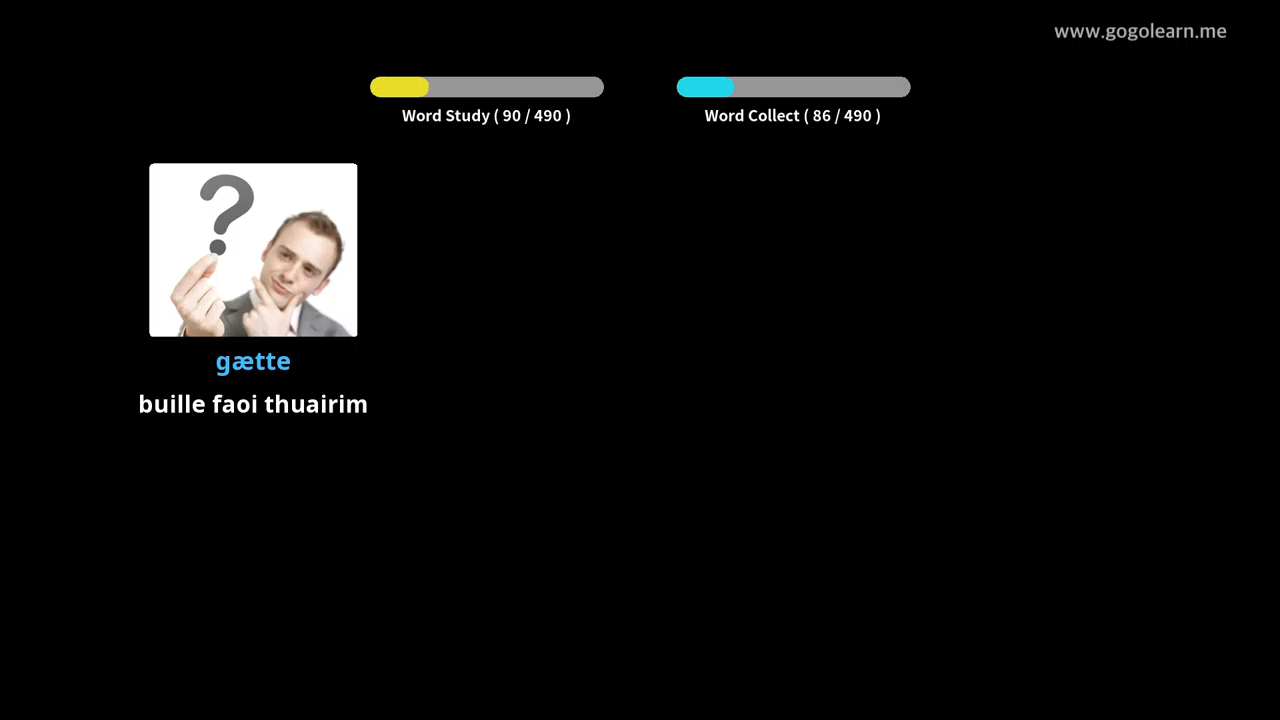 www.gogolearn.me
Word Study ( 90 / 490 )
Word Collect ( 86 / 490 )
?
gætte
buille faoi thuairim